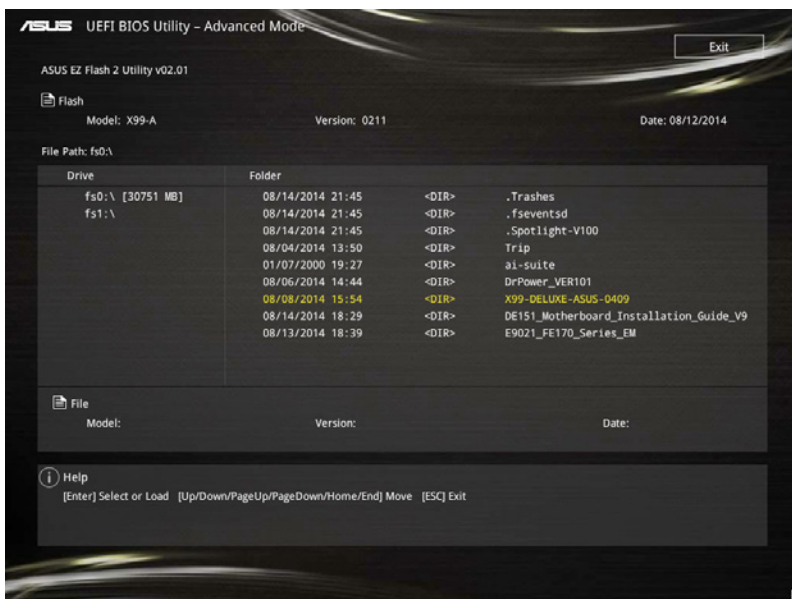 ASUS UEFI BIOS Utility – Advanced Mode
Exit
ASUS EZ Flash 2 Utility v02.01
Flash
Model: X99-A Version: 0211 Date: 08/12/2014
File Path: fs0:\
Drive Folder
fs0:\ [30751 MB] 08/14/2014 21:45 <DIR> .Trashes
fs1:\ 08/14/2014 21:45 <DIR> .fseventsd
08/14/2014 21:45 <DIR> .Spotlight-V100
08/04/2014 13:50 <DIR> Trip
01/07/2000 19:27 <DIR> ai-suite
08/06/2014 14:44 <DIR> DrPower_VER101
08/08/2014 15:54 <DIR> X99-DELUXE-ASUS-0409
08/14/2014 18:29 <DIR> DE151_Motherboard_Installation_Guide_V9
08/13/2014 18:39 <DIR> E9021_FE170_Series_EM
File
Model: Version: Date:
Help
[Enter] Select or Load [Up/Down/PageUp/PageDown/Home/End] Move [ESC] Exit